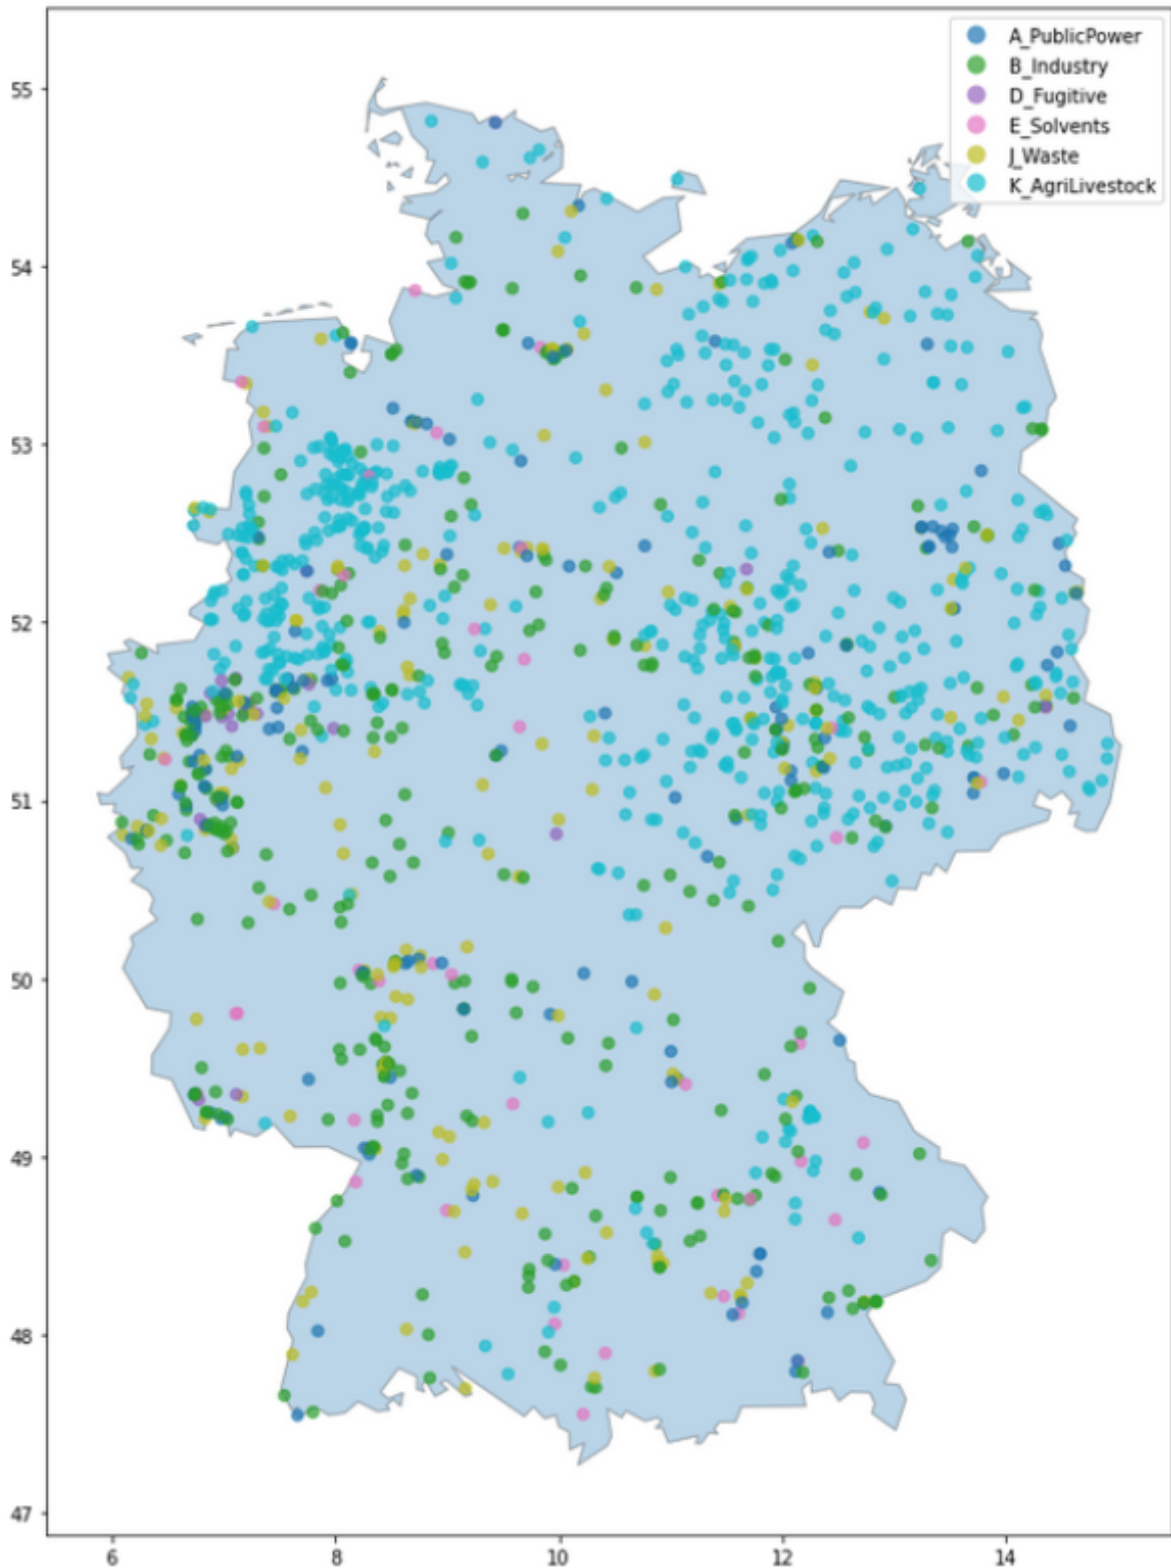 A_PublicPower
B_Industry
D_Fugitive
E_Solvents
J_Waste
K_AgriLivestock
55
54
53
52
51
50
49
48
47
6 8 10 12 14